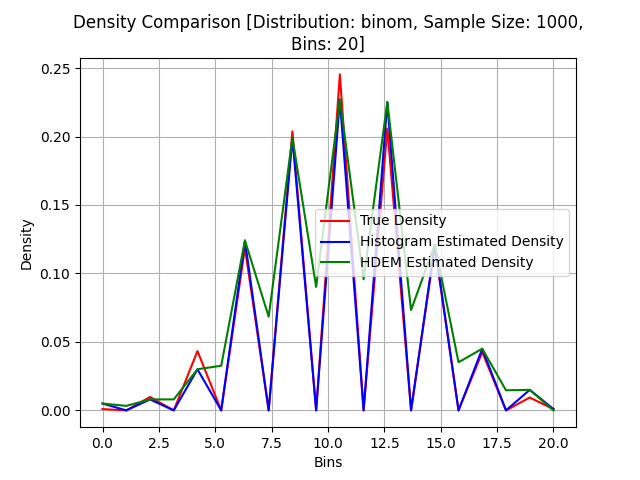 Density Comparison [Distribution: binom, Sample Size: 1000,
Bins: 20]
0.25
0.20
0.15
0.10
0.05
0.00
Density
True Density
Histogram Estimated Density
HDEM Estimated Density
0.0 2.5 5.0 7.5 10.0 12.5 15.0 17.5 20.0
Bins